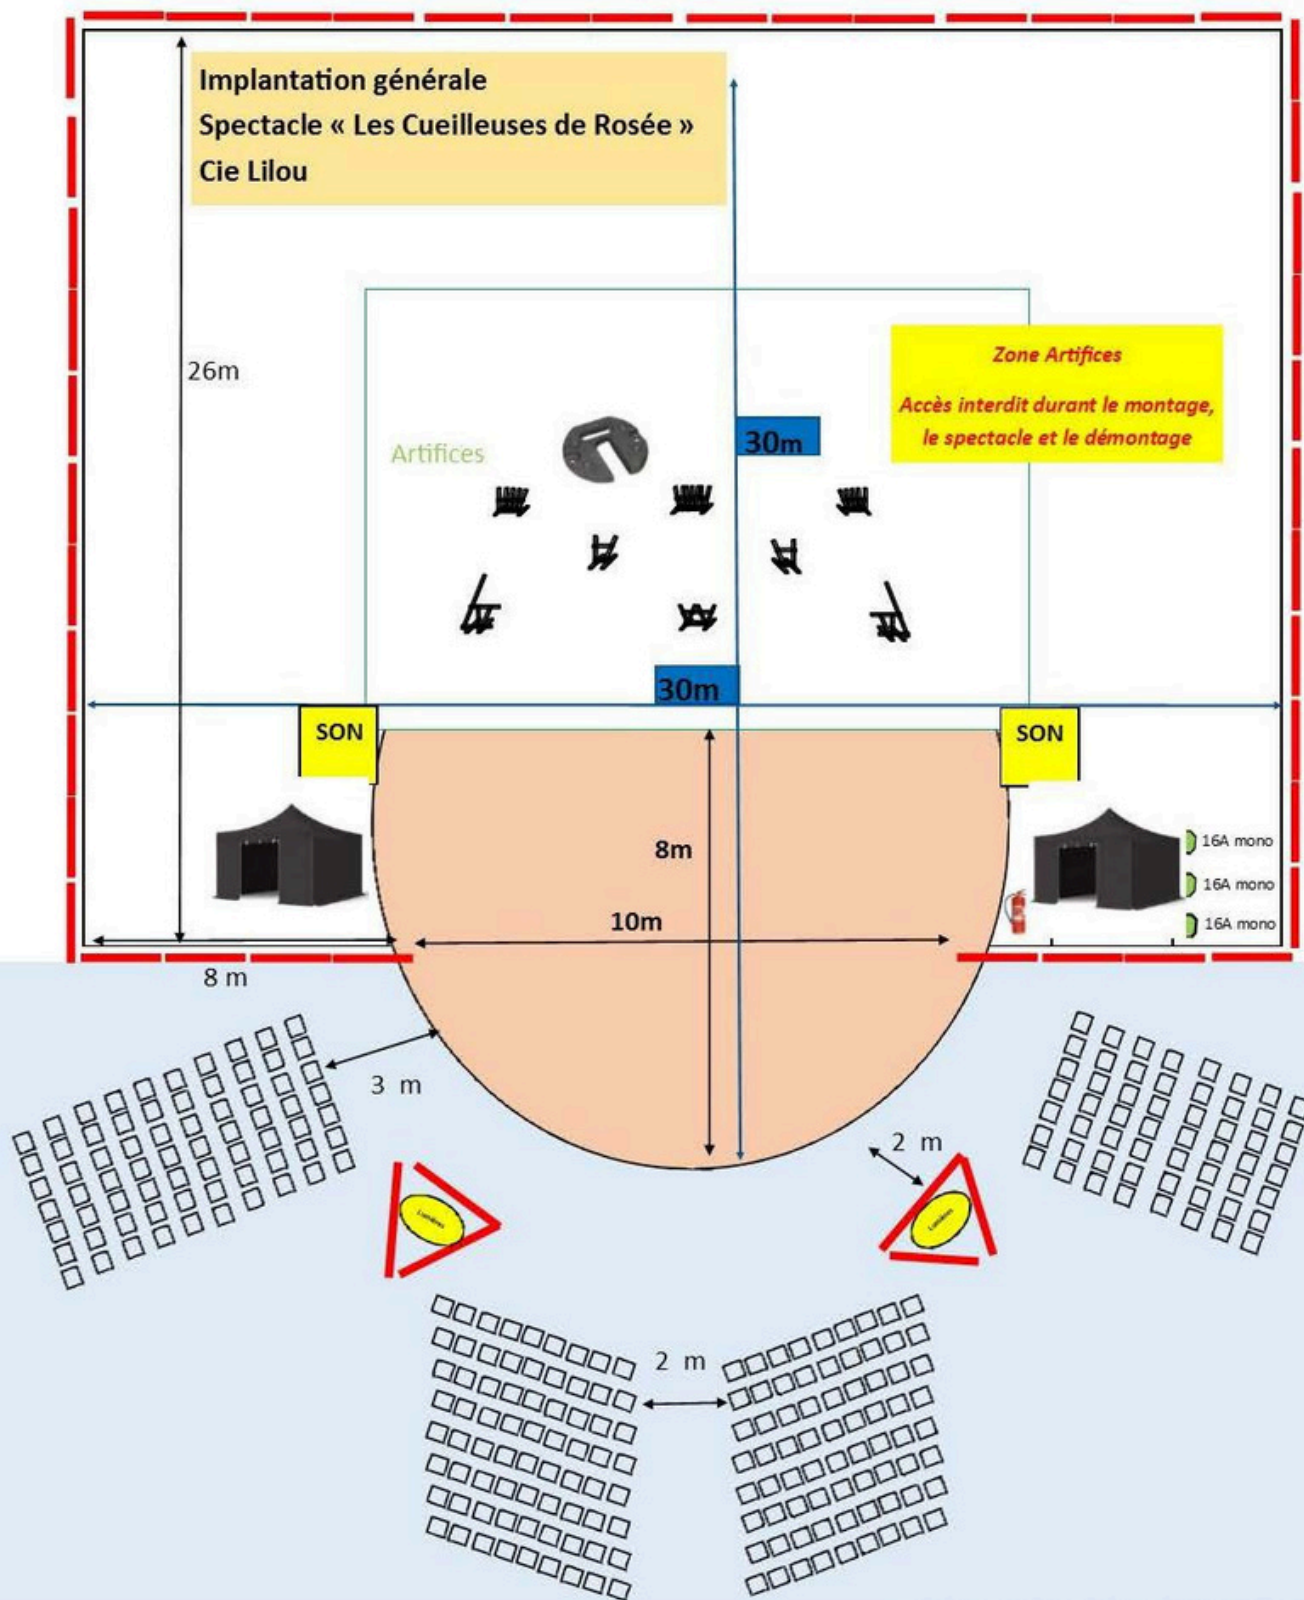 Implantation générale
Spectacle « Les Cueilleuses de Rosée »
Cie Lilou
26m
Zone Artifices
Accès interdit durant le montage,
le spectacle et le démontage
30m
Artifices
30m
SON
SON
8m
16A mono
16A mono
16A mono
10m
8 m
3 m
2 m
Lumières
Lumières
2 m